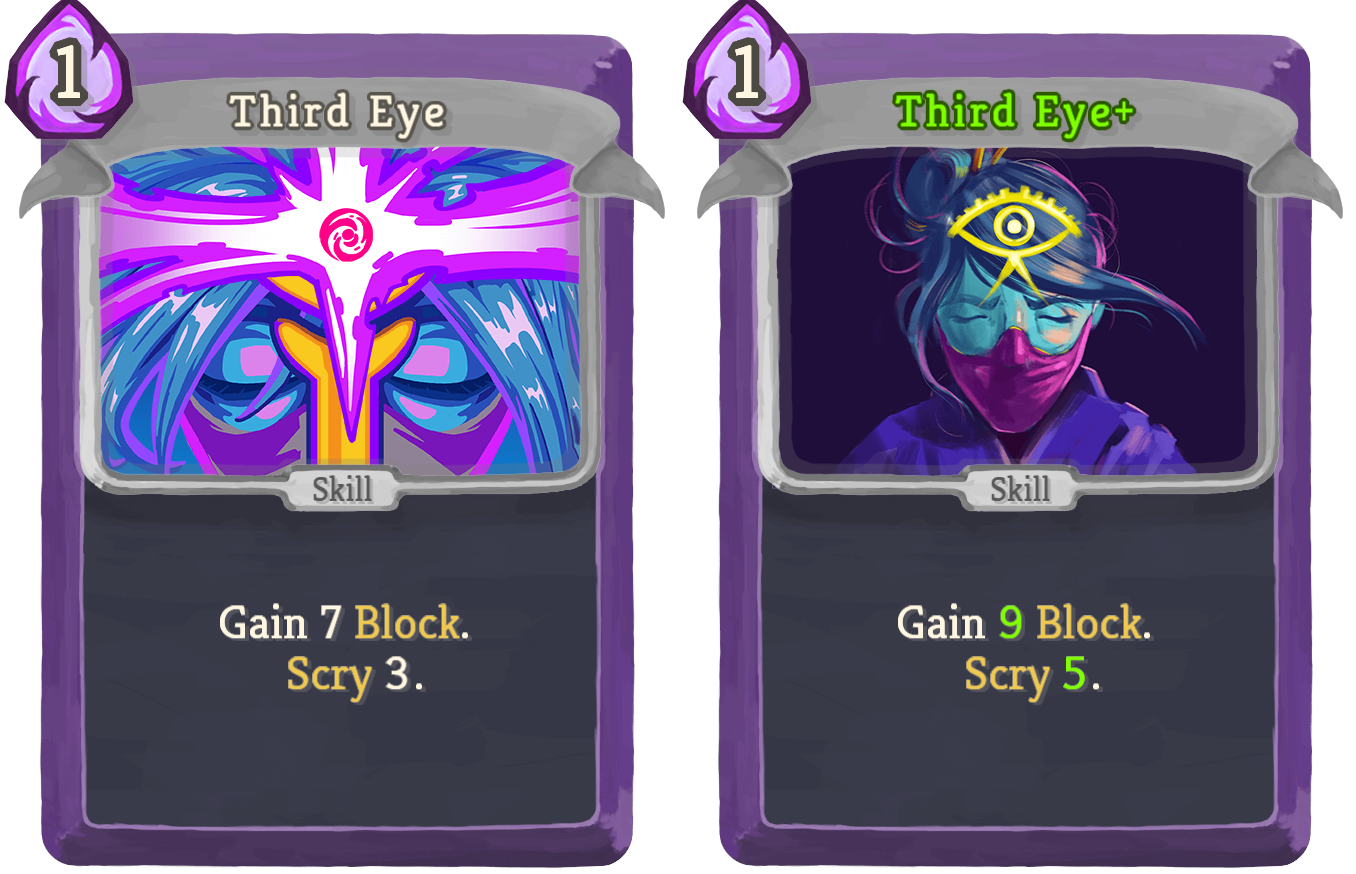 1
Third Eye
Skill
Gain 7 Block.
Scry 3.
1
Third Eye+
Skill
Gain 9 Block.
Scry 5.